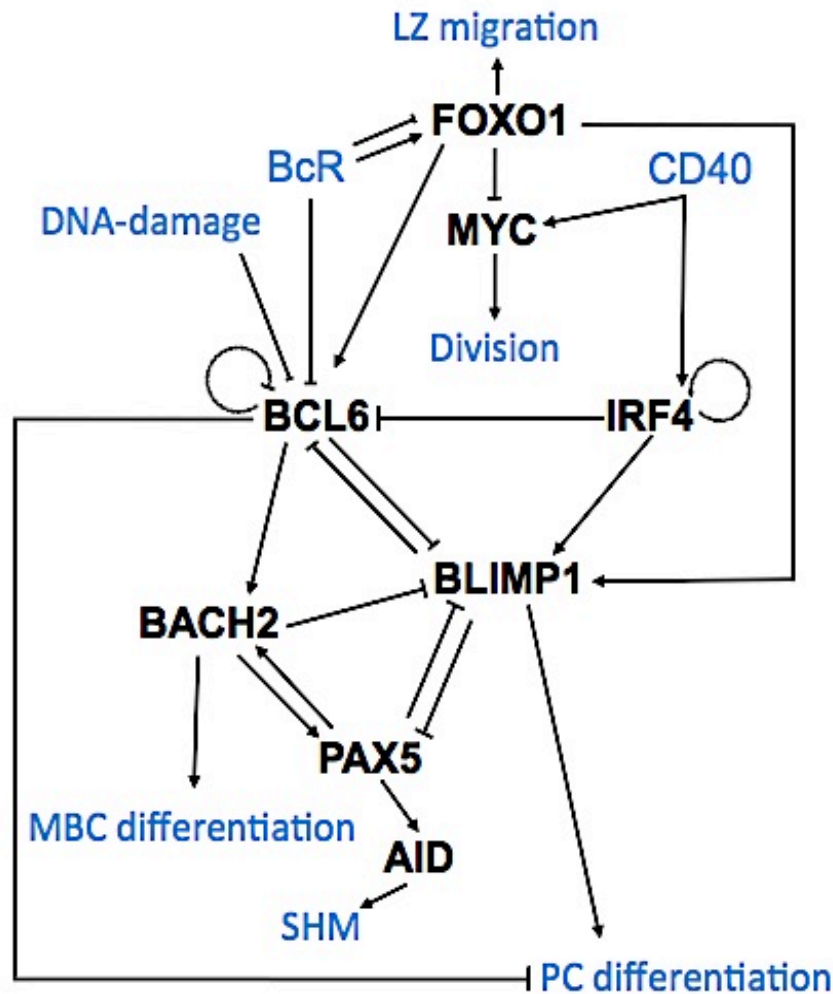 LZ migration
FOXO1
BcR
CD40
DNA-damage
MYC
Division
BCL6
IRF4
BLIMP1
BACH2
PAX5
MBC differentiation
AID
SHM
PC differentiation